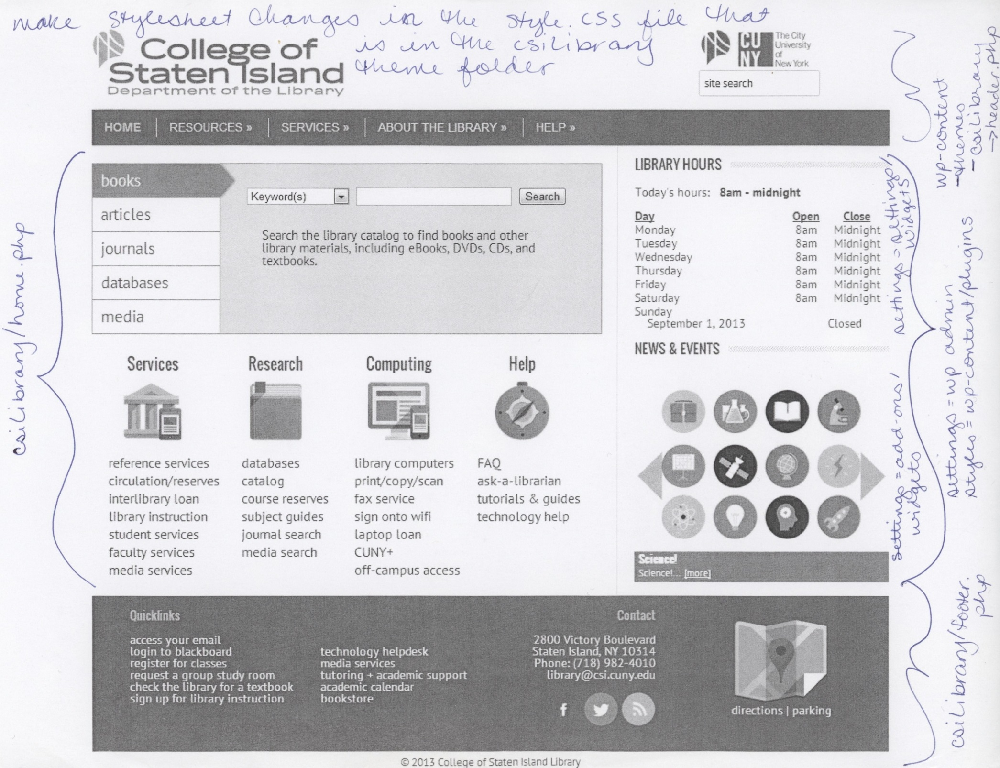 make stylesheet changes in the style.css file that
is in the csilibrary
theme folder
College of
Staten Island
Department of the Library
CU
NY
The City
University
of
New York
site search
HOME
RESOURCES »
SERVICES »
ABOUT THE LIBRARY »
HELP »
wp-content
-themes
- csilibrary
->header.php
csilibrary/home.php
books
articles
journals
databases
media
Keyword(s)
Search
Search the library catalog to find books and other
library materials, including eBooks, DVDs, CDs, and
textbooks.
LIBRARY HOURS
Today's hours: 8am - midnight
Day Open Close
Monday 8am Midnight
Tuesday 8am Midnight
Wednesday 8am Midnight
Thursday 8am Midnight
Friday 8am Midnight
Saturday 8am Midnight
Sunday
September 1, 2013 Closed
settings = settings/
widgets
NEWS & EVENTS
settings = add-ons/
widgets
settings = wp admin
styles = wp-content/plugins
Science!
Science!... [more]
Services
reference services
circulation/reserves
interlibrary loan
library instruction
student services
faculty services
media services
Research
databases
catalog
course reserves
subject guides
journal search
media search
Computing
library computers
print/copy/scan
fax service
sign onto wifi
laptop loan
CUNY+
off-campus access
Help
FAQ
ask-a-librarian
tutorials & guides
technology help
Quicklinks
access your email
login to blackboard
register for classes
request a group study room
check the library for a textbook
sign up for library instruction
technology helpdesk
media services
tutoring + academic support
academic calendar
bookstore
Contact
2800 Victory Boulevard
Staten Island, NY 10314
Phone: (718) 982-4010
library@csi.cuny.edu
f
directions | parking
csilibrary/footer.
php
© 2013 College of Staten Island Library